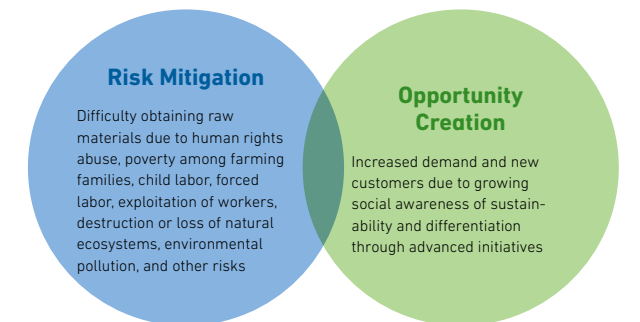 Risk Mitigation
Difficulty obtaining raw
materials due to human rights
abuse, poverty among farming
families, child labor, forced
labor, exploitation of workers,
destruction or loss of natural
ecosystems, environmental
pollution, and other risks
Opportunity
Creation
Increased demand and new
customers due to growing
social awareness of sustain-
ability and differentiation
through advanced initiatives